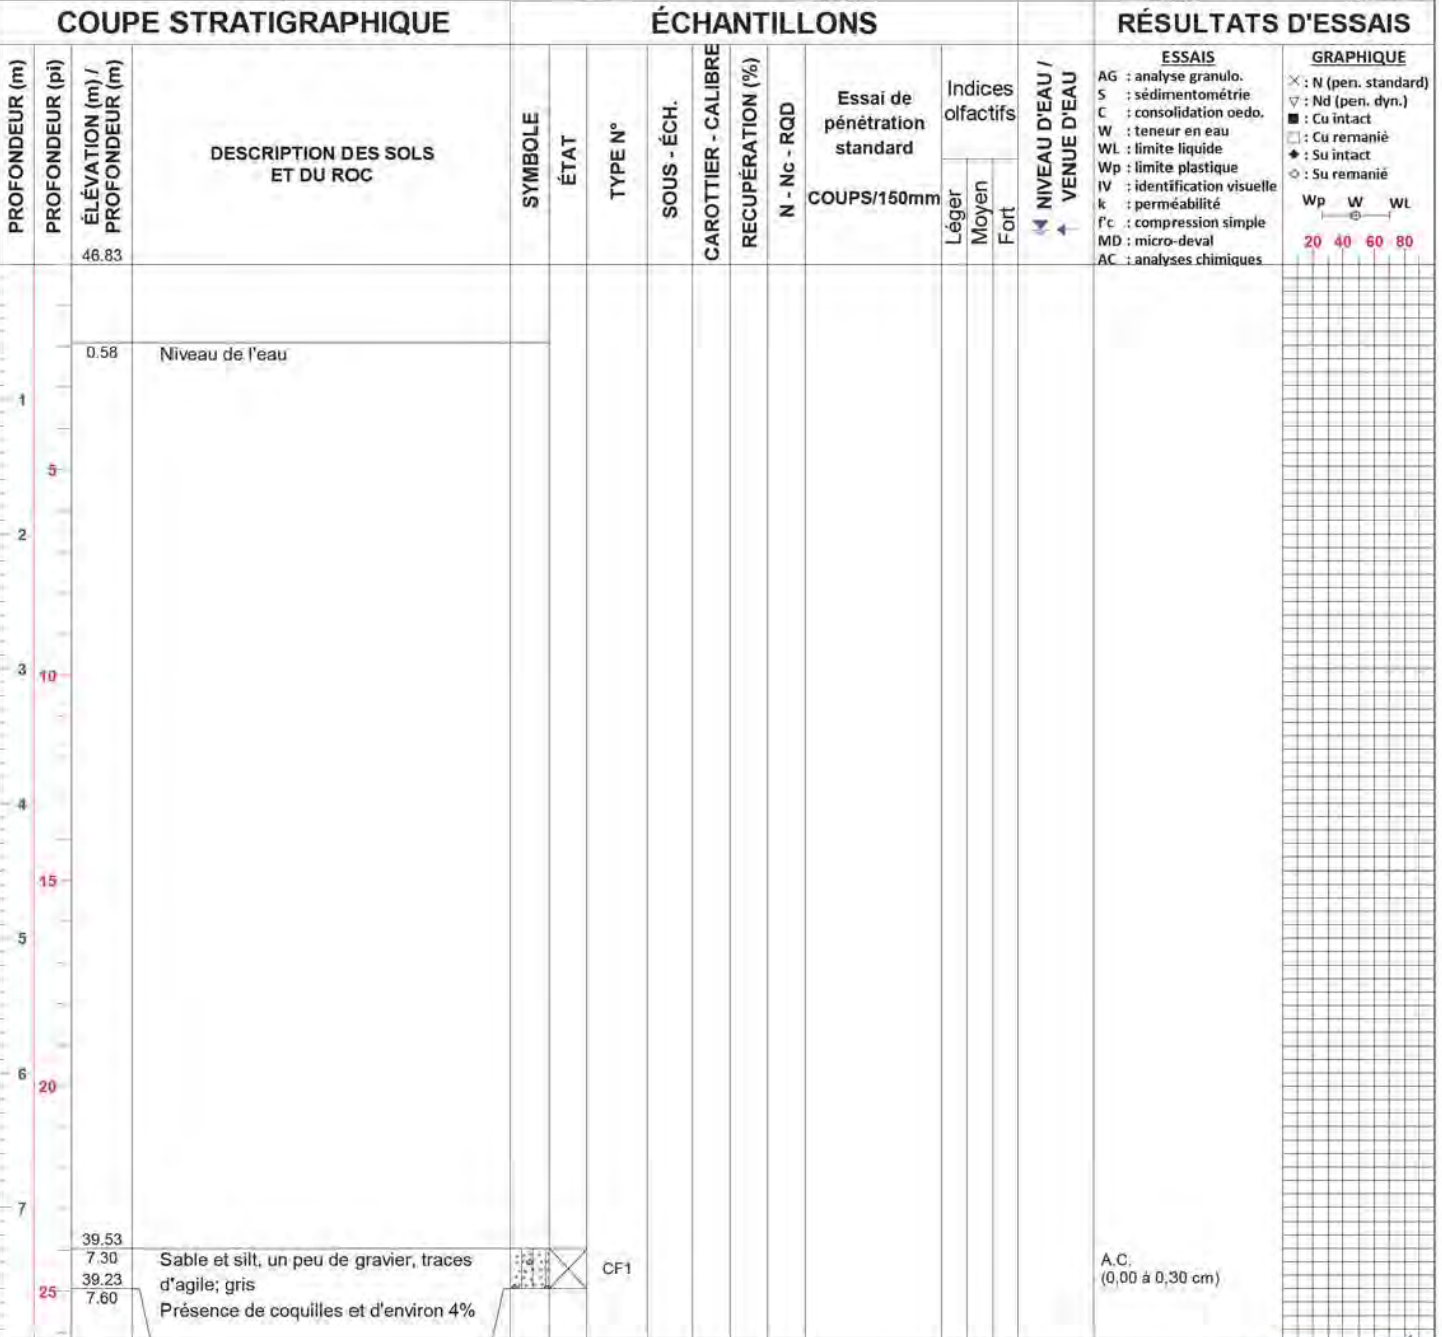 COUPE STRATIGRAPHIQUE
ÉCHANTILLONS
RÉSULTATS D'ESSAIS
PROFONDEUR (m)
PROFONDEUR (pi)
ÉLÉVATION (m) /
PROFONDEUR (m)
46.83
DESCRIPTION DES SOLS
ET DU ROC
SYMBOLE
ÉTAT
TYPE N°
SOUS - ÉCH.
CAROTTIER - CALIBRE
RECUPÉRATION (%)
N - Nc - RQD
Essai de
pénétration
standard
COUPS/150mm
Indices
olfactifs
Léger
Moyen
Fort
NIVEAU D'EAU /
VENUE D'EAU
ESSAIS
AG : analyse granulo.
S : sédimentométrie
C : consolidation oedo.
W : teneur en eau
WL : limite liquide
Wp : limite plastique
IV : identification visuelle
k : perméabilité
f'c : compression simple
MD : micro-deval
AC : analyses chimiques
GRAPHIQUE
: N (pen. standard)
: Nd (pen. dyn.)
: Cu intact
: Cu remanié
: Su intact
: Su remanié
Wp W WL
20 40 60 80
0.58 Niveau de l'eau
1
5
2
3
10
4
15
5
6
20
7
39.53
7.30 Sable et silt, un peu de gravier, traces
39.23 d'agile; gris
7.60 Présence de coquilles et d'environ 4%
25
CF1
A.C.
(0,00 à 0,30 cm)